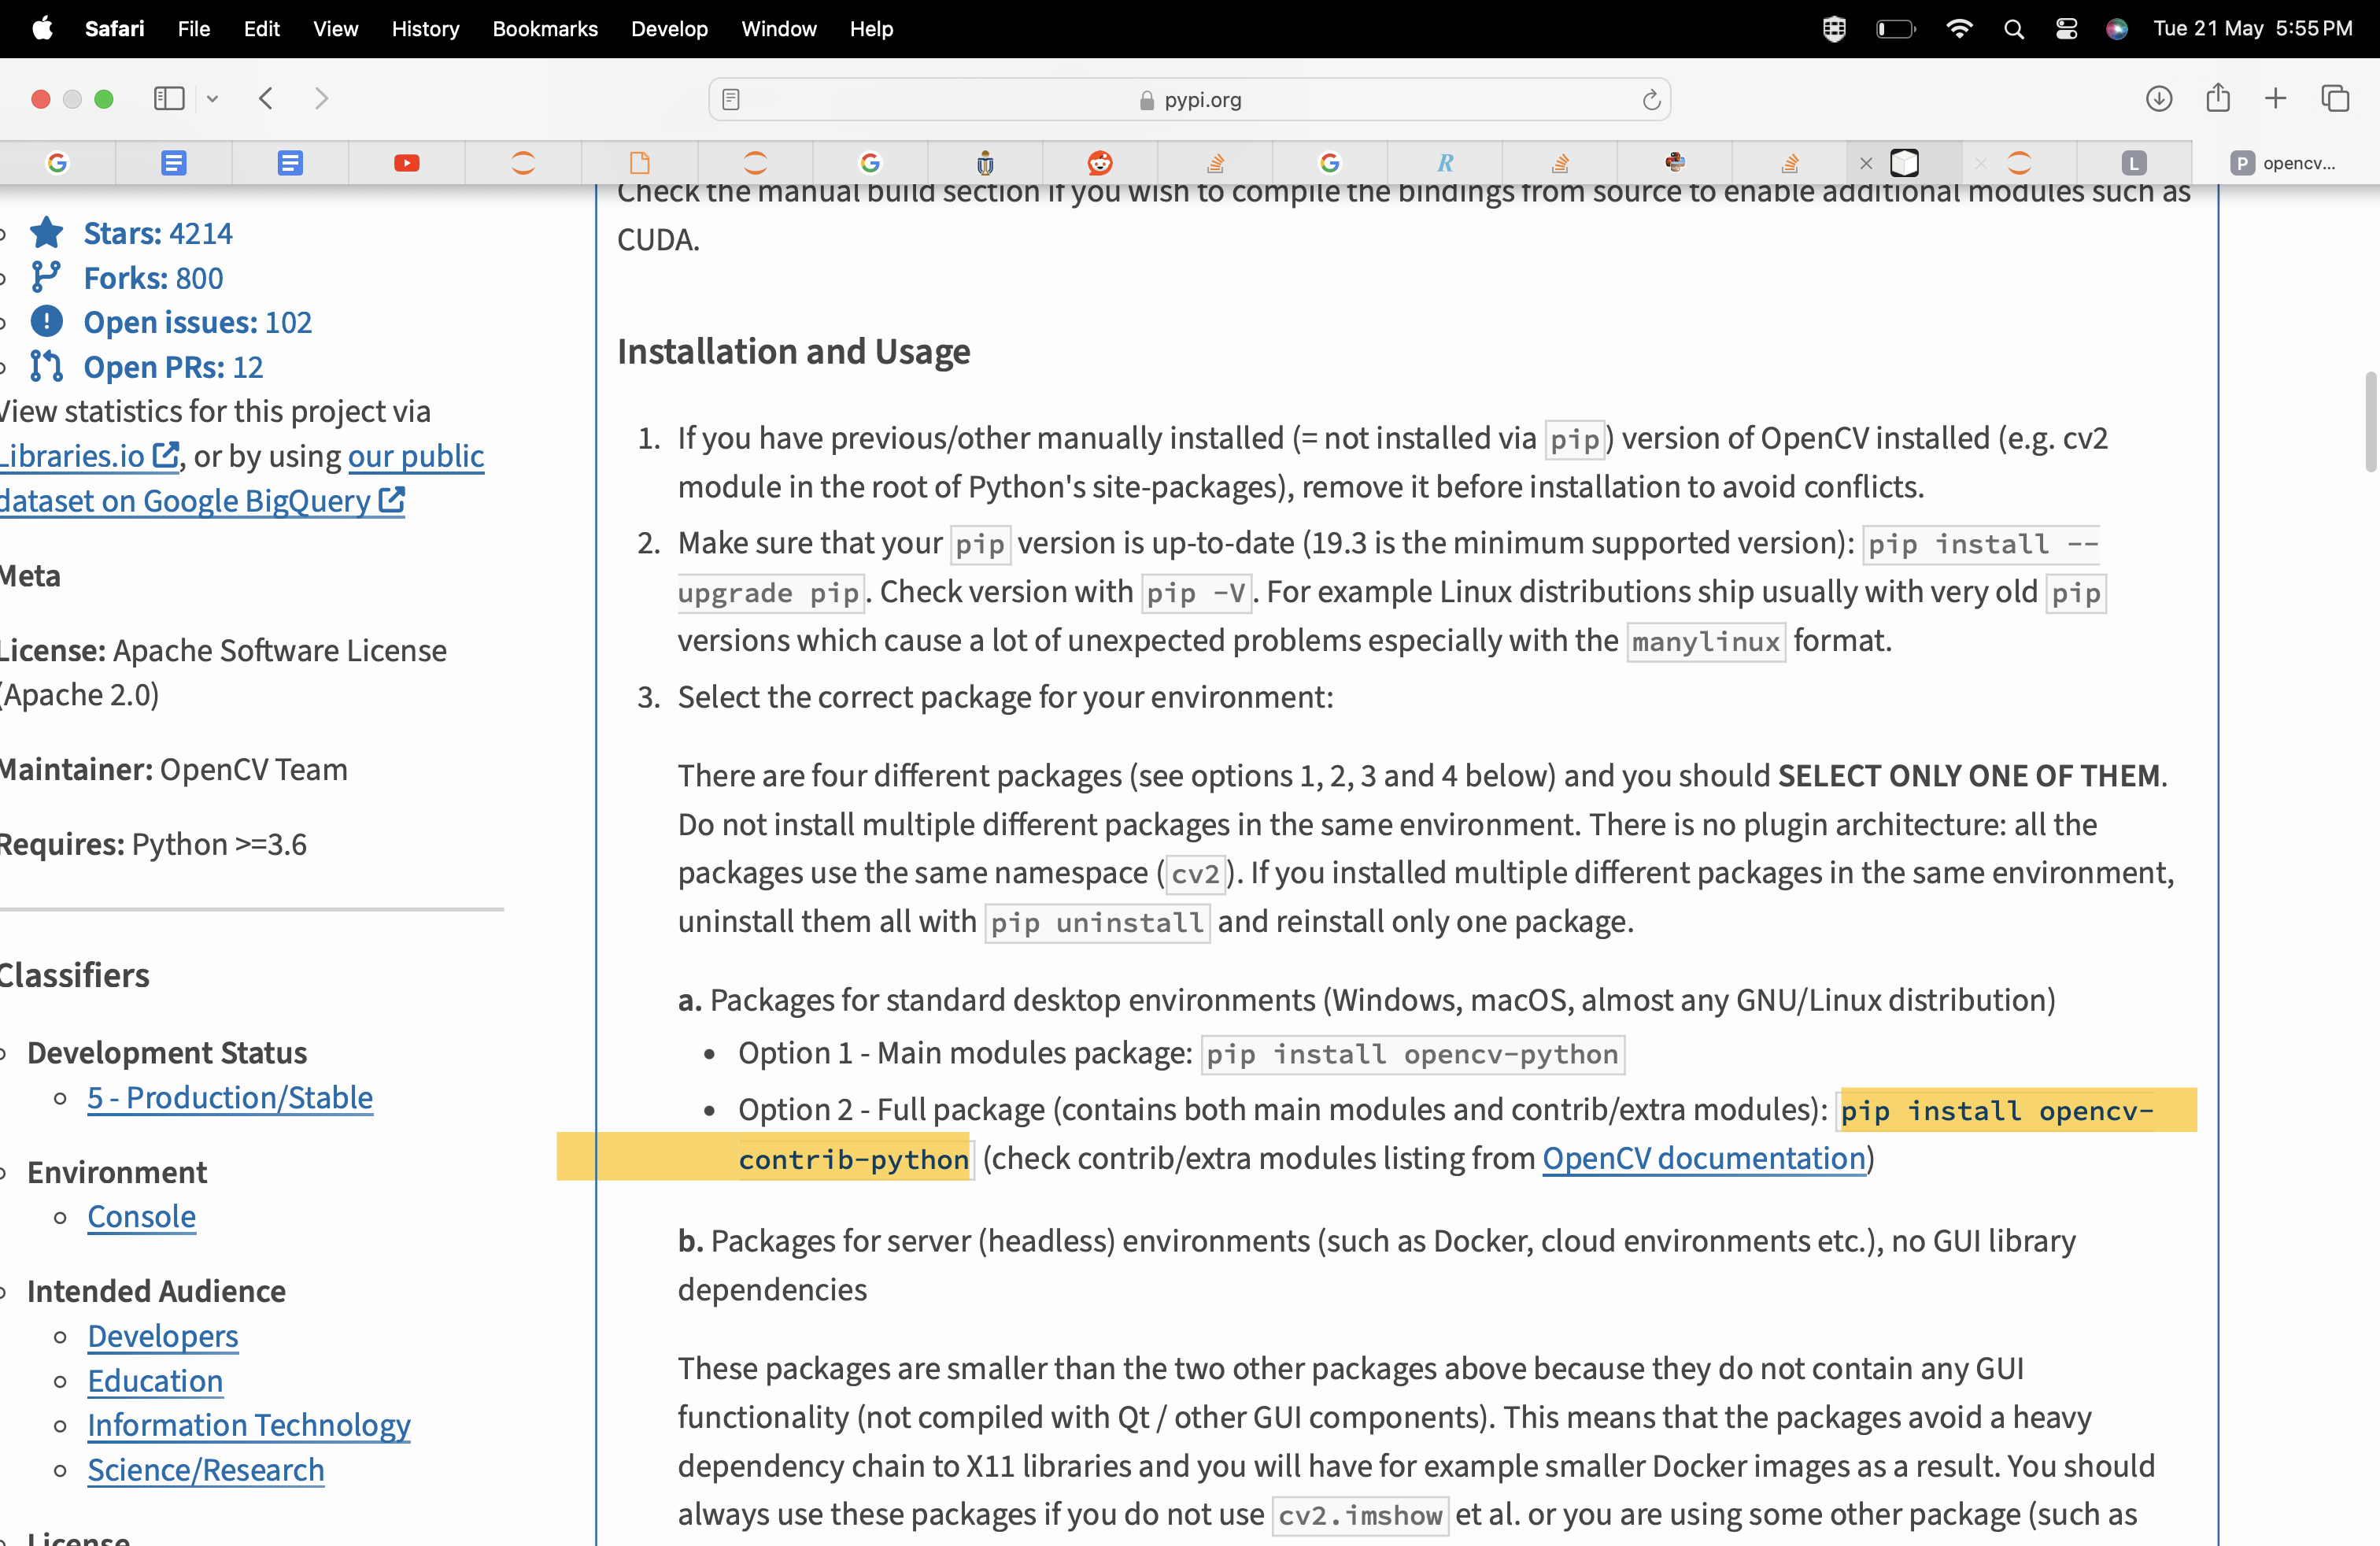 Safari File Edit View History Bookmarks Develop Window Help Tue 21 May 5:55 PM
pypi.org
opencv...
Stars: 4214
Forks: 800
Open issues: 102
Open PRs: 12
View statistics for this project via
Libraries.io, or by using our public
dataset on Google BigQuery
Meta
License: Apache Software License
(Apache 2.0)
Maintainer: OpenCV Team
Requires: Python >=3.6
Classifiers
Development Status
5 - Production/Stable
Environment
Console
Intended Audience
Developers
Education
Information Technology
Science/Research
License
Check the manual build section if you wish to compile the bindings from source to enable additional modules such as
CUDA.
Installation and Usage
1. If you have previous/other manually installed (= not installed via pip) version of OpenCV installed (e.g. cv2
module in the root of Python's site-packages), remove it before installation to avoid conflicts.
2. Make sure that your pip version is up-to-date (19.3 is the minimum supported version): pip install --
upgrade pip. Check version with pip -V. For example Linux distributions ship usually with very old pip
versions which cause a lot of unexpected problems especially with the manylinux format.
3. Select the correct package for your environment:
There are four different packages (see options 1, 2, 3 and 4 below) and you should SELECT ONLY ONE OF THEM.
Do not install multiple different packages in the same environment. There is no plugin architecture: all the
packages use the same namespace (cv2). If you installed multiple different packages in the same environment,
uninstall them all with pip uninstall and reinstall only one package.
a. Packages for standard desktop environments (Windows, macOS, almost any GNU/Linux distribution)
• Option 1 - Main modules package: pip install opencv-python
• Option 2 - Full package (contains both main modules and contrib/extra modules): pip install opencv-
contrib-python (check contrib/extra modules listing from OpenCV documentation)
b. Packages for server (headless) environments (such as Docker, cloud environments etc.), no GUI library
dependencies
These packages are smaller than the two other packages above because they do not contain any GUI
functionality (not compiled with Qt / other GUI components). This means that the packages avoid a heavy
dependency chain to X11 libraries and you will have for example smaller Docker images as a result. You should
always use these packages if you do not use cv2.imshow et al. or you are using some other package (such as